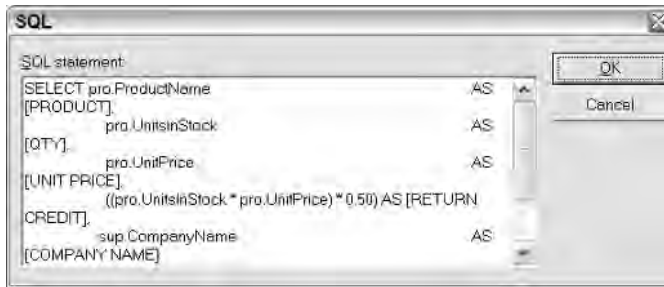 SQL
SQL statement:
SELECT pro.ProductName AS
[PRODUCT],
pro.UnitsInStock AS
[QTY],
pro.UnitPrice AS
[UNIT PRICE],
((pro.UnitsInStock * pro.UnitPrice) * 0.50) AS [RETURN
CREDIT],
sup.CompanyName AS
[COMPANY NAME]
OK
Cancel